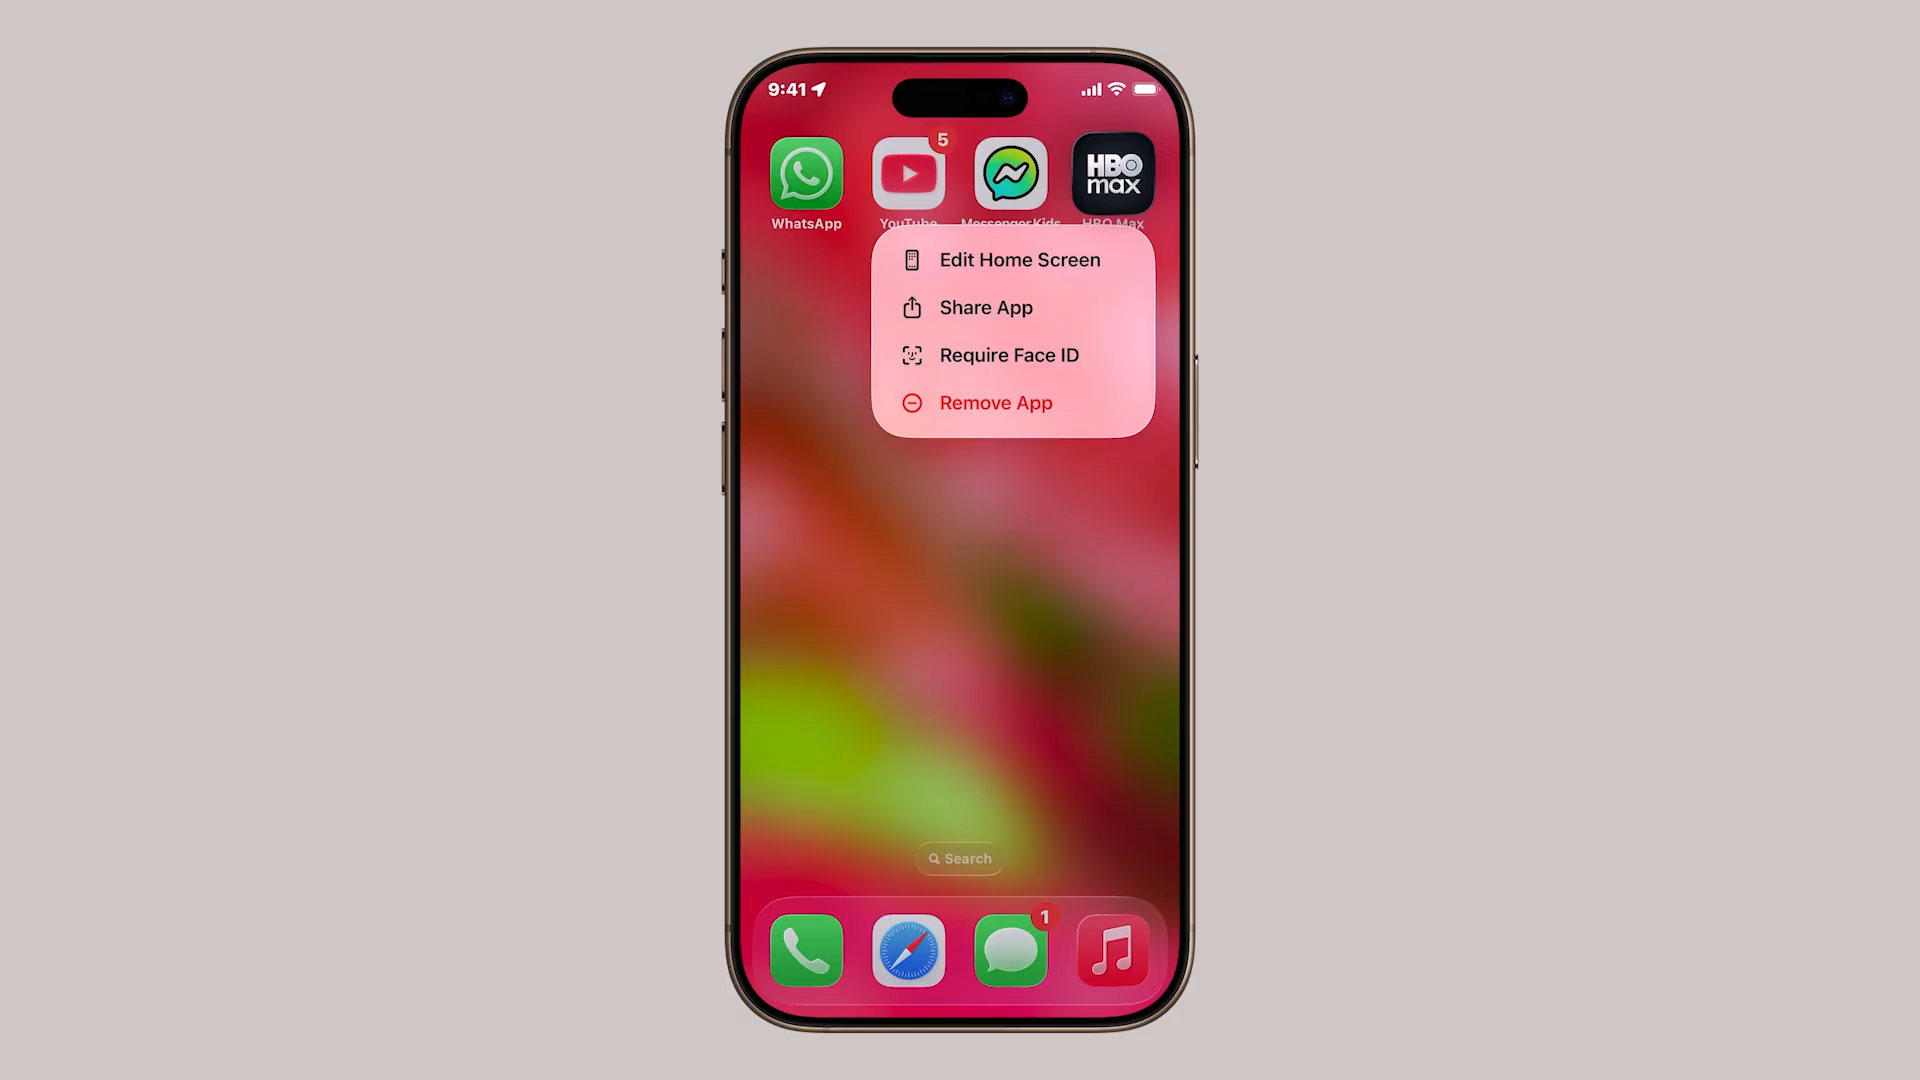 9:41
5
HBO
max
WhatsApp
YouTube
Messenger Kids
HBO Max
Edit Home Screen
Share App
Require Face ID
Remove App
Search
1